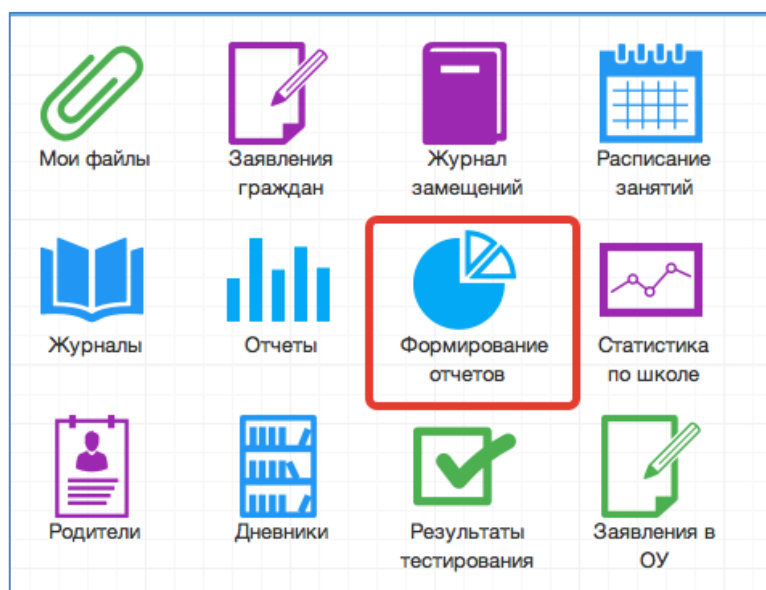 Мои файлы
Заявления
граждан
Журнал
замещений
Расписание
занятий
Журналы
Отчеты
Формирование
отчетов
Статистика
по школе
Родители
Дневники
Результаты
тестирования
Заявления в
ОУ